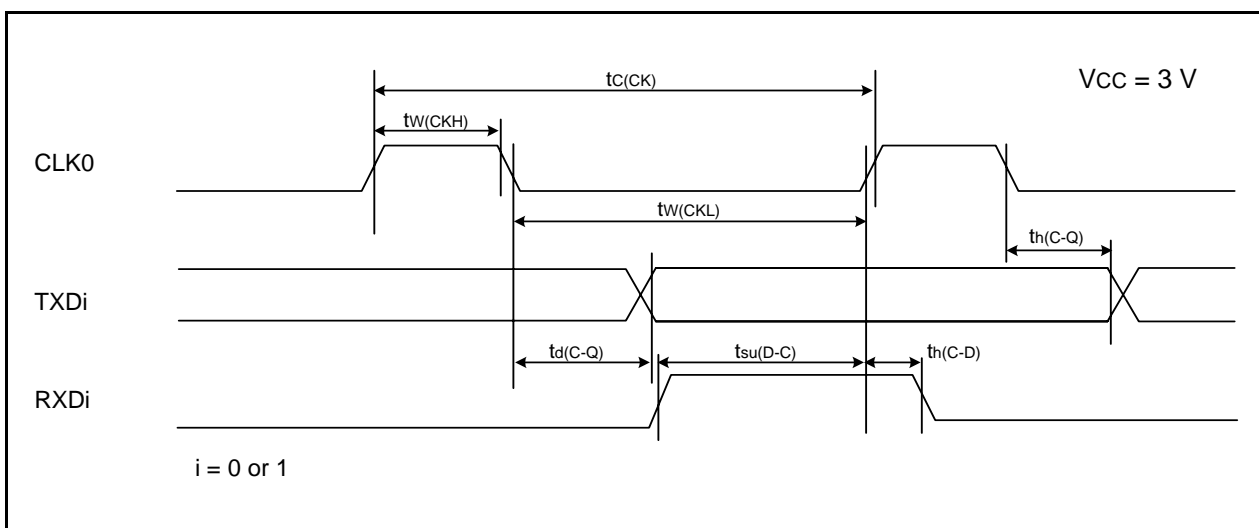 tC(CK)
VCC = 3 V
tW(CKH)
CLK0
tW(CKL)
th(C-Q)
TXDi
td(C-Q)
tsu(D-C)
th(C-D)
RXDi
i = 0 or 1